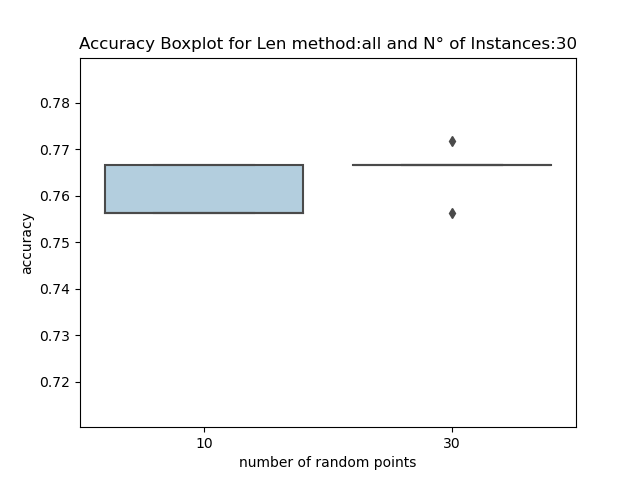 Accuracy Boxplot for Len method:all and N° of Instances:30
0.78
0.77
0.76
0.75
0.74
0.73
0.72
accuracy
10 30
number of random points